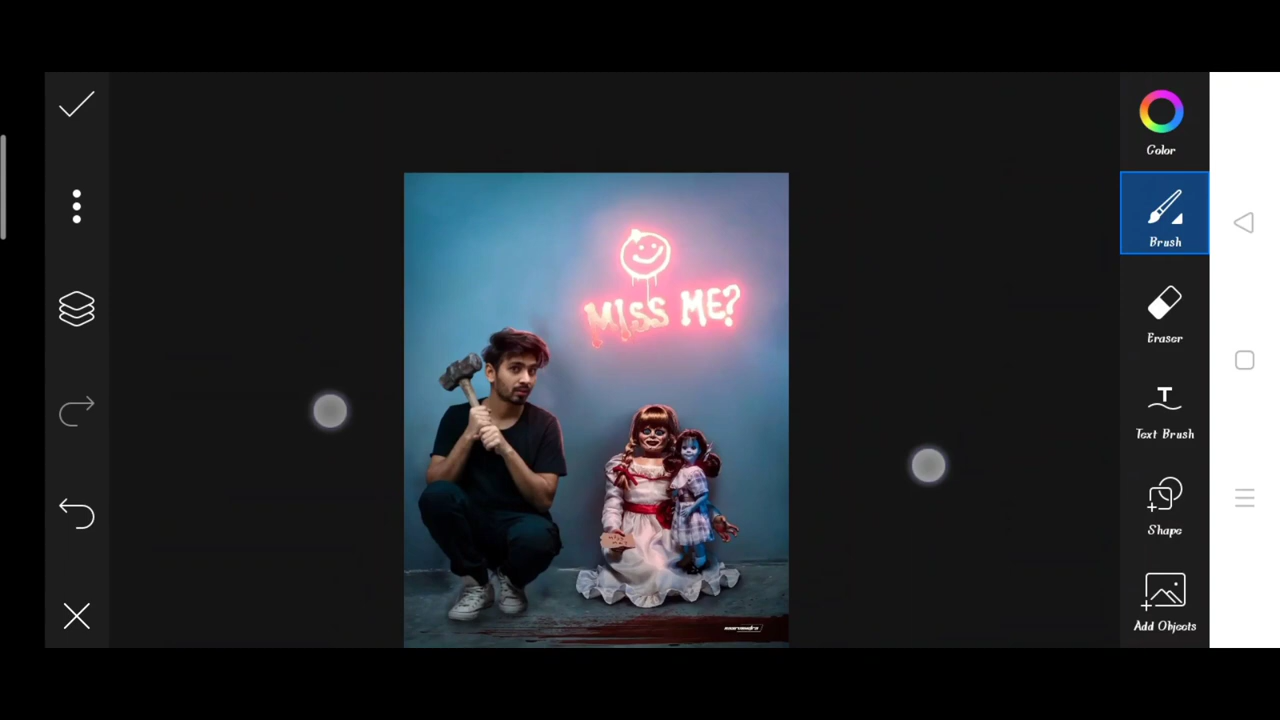 Color
Brush
Eraser
Text Brush
Shape
Add Objects
MISS ME?